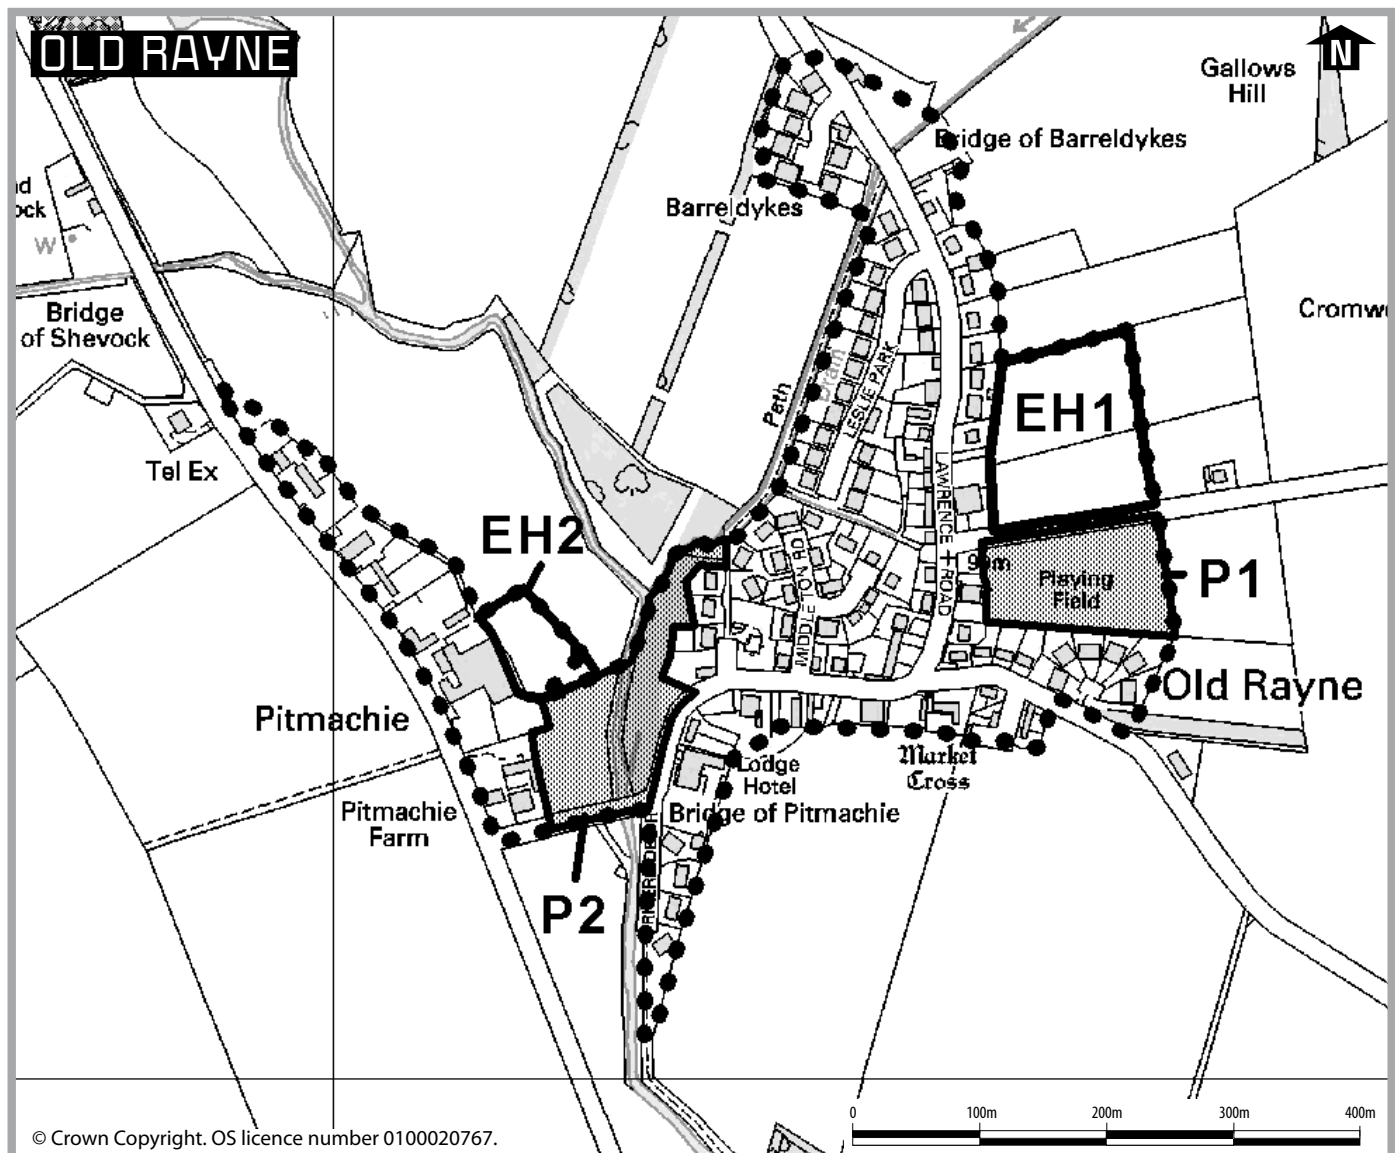 OLD RAYNE
N
Gallows
Hill
Bridge of Barreldykes
Barreldykes
W
Bridge
of Shevock
Path
Drain
LESLIE PARK
EH1
LAWRENCE ROAD
Tel Ex
EH2
MIDDLETON RD
Playing
Field
P1
Old Rayne
Pitmachie
Market
Cross
Lodge
Hotel
Bridge of Pitmachie
Pitmachie
Farm
P2
0 100m 200m 300m 400m
© Crown Copyright. OS licence number 0100020767.